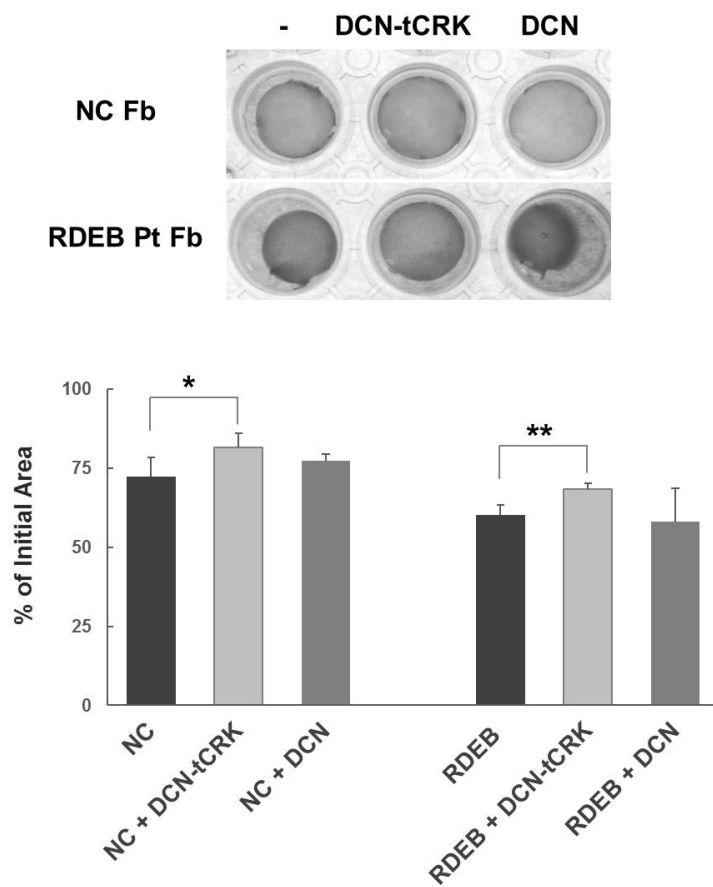 - DCN-tCRK DCN
NC Fb
RDEB Pt Fb
100
75
50
25
0
% of Initial Area
*
**
NC
NC + DCN-tCRK
NC + DCN
RDEB
RDEB + DCN-tCRK
RDEB + DCN